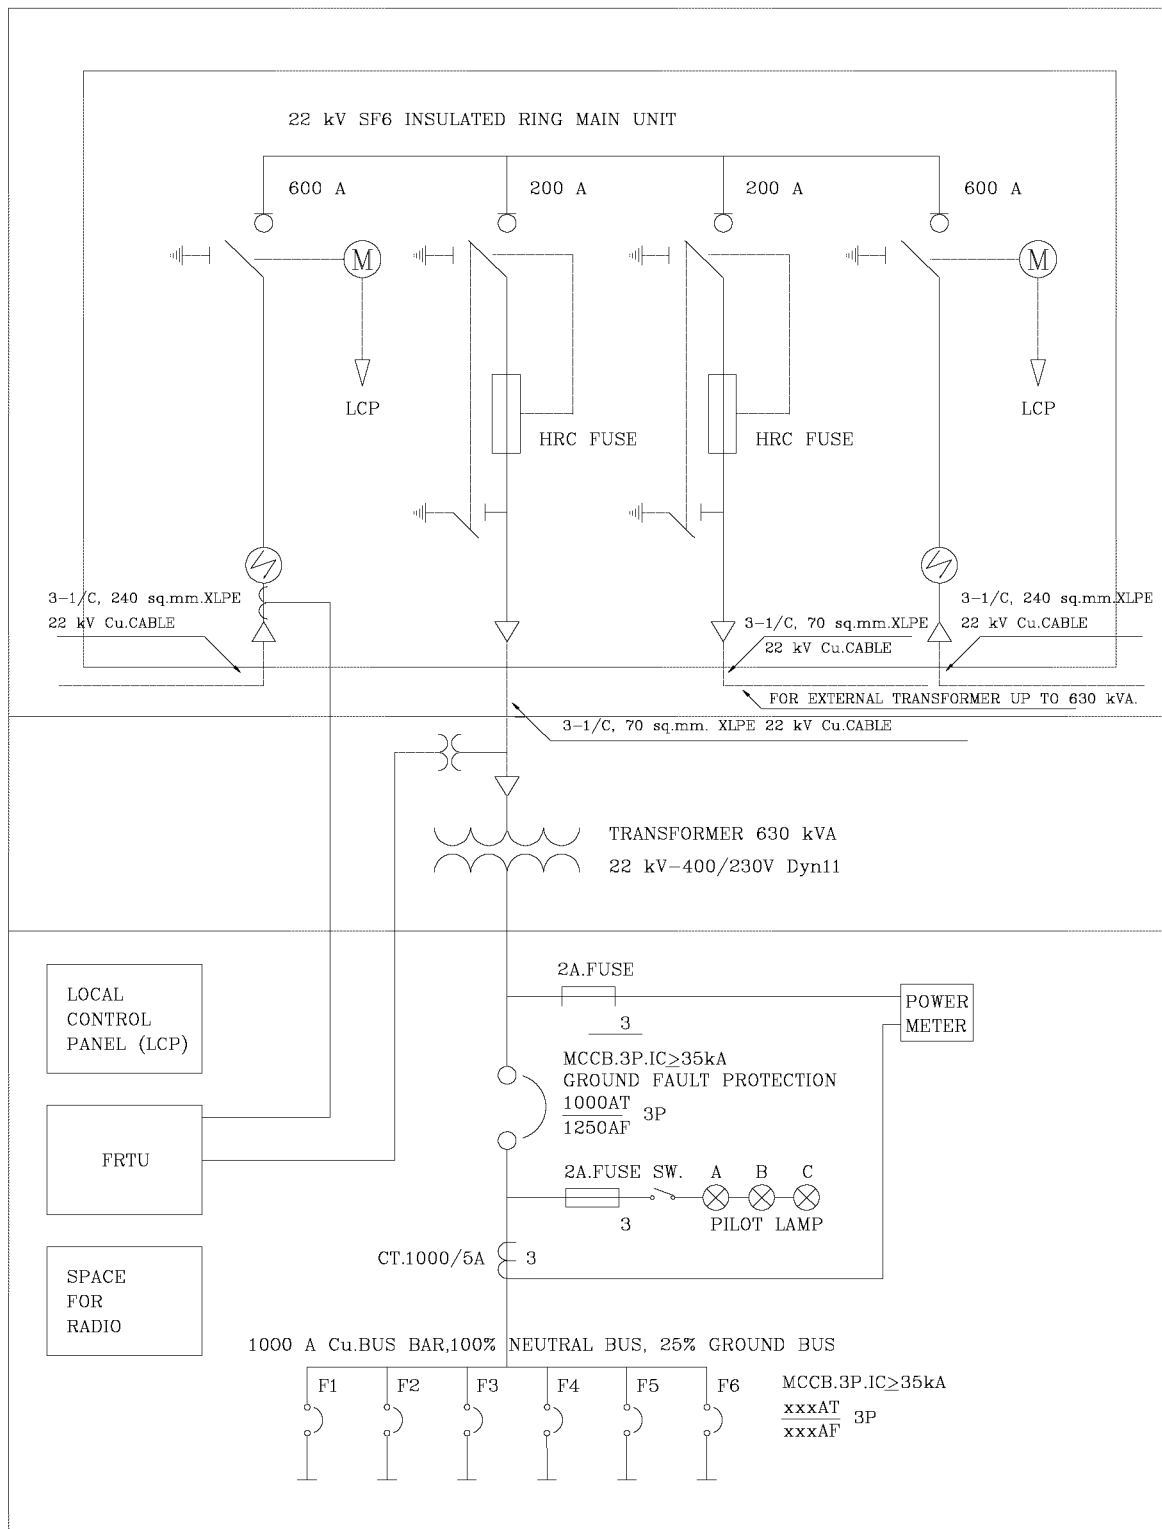 22 kV SF6 INSULATED RING MAIN UNIT
600 A
200 A
200 A
600 A
M
M
LCP
LCP
HRC FUSE
HRC FUSE
3-1/C, 240 sq.mm.XLPE
22 kV Cu.CABLE
3-1/C, 70 sq.mm.XLPE
22 kV Cu.CABLE
3-1/C, 240 sq.mm.XLPE
22 kV Cu.CABLE
FOR EXTERNAL TRANSFORMER UP TO 630 kVA.
3-1/C, 70 sq.mm. XLPE 22 kV Cu.CABLE
TRANSFORMER 630 kVA
22 kV-400/230V Dyn11
2A.FUSE
3
POWER
METER
LOCAL
CONTROL
PANEL (LCP)
MCCB.3P.IC≥35kA
GROUND FAULT PROTECTION
1000AT
1250AF
3P
FRTU
2A.FUSE SW. A B C
3
PILOT LAMP
CT.1000/5A
3
SPACE
FOR
RADIO
1000 A Cu.BUS BAR,100% NEUTRAL BUS, 25% GROUND BUS
F1 F2 F3 F4 F5 F6
MCCB.3P.IC≥35kA
xxxAT
xxxAF
3P